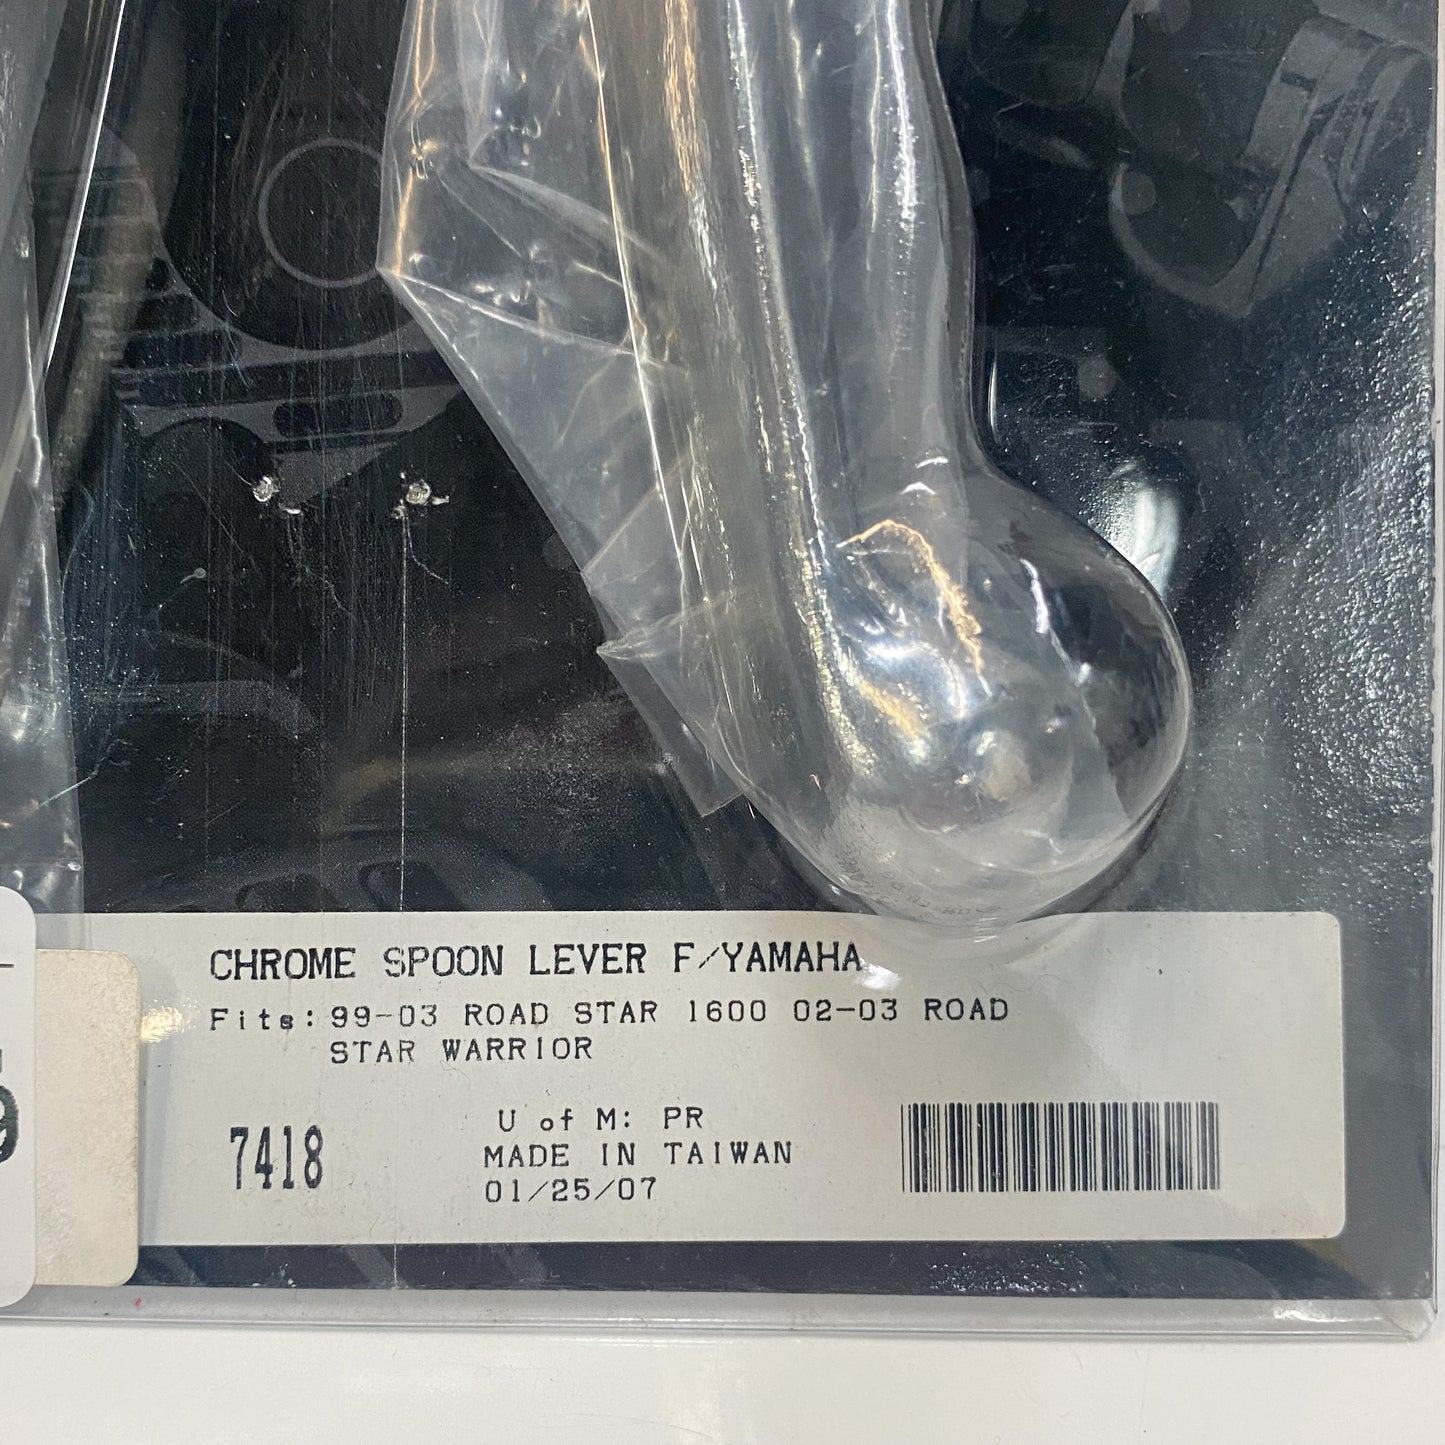 CHROME SPOON LEVER F/YAMAHA
Fits: 99-03 ROAD STAR 1600 02-03 ROAD
STAR WARRIOR
7418
U of M: PR
MADE IN TAIWAN
01/25/07